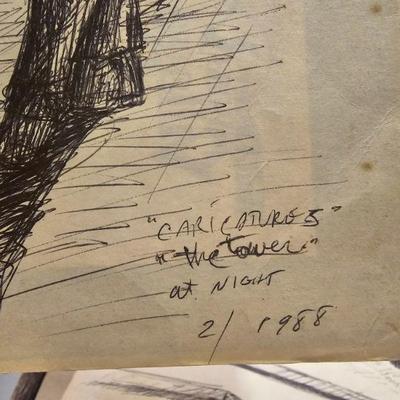 "CARICATURES"
"the tower"
at NIGHT
2/ 1988